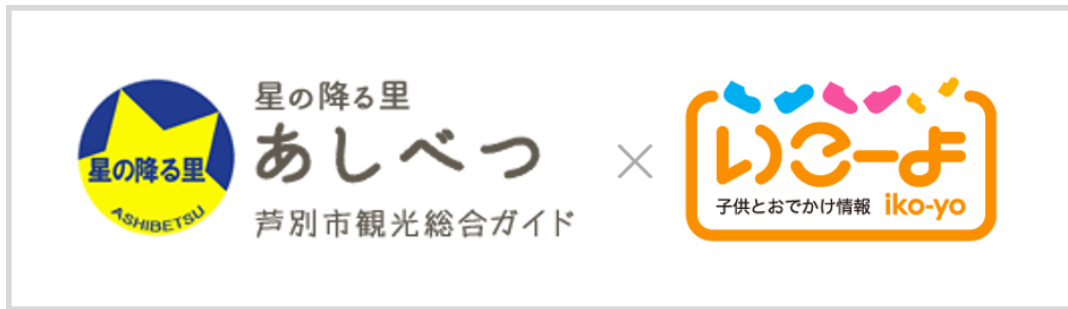 星の降る里
ASHIBETSU
星の降る里
あしべつ
芦別市観光総合ガイド
×
いこーよ
子供とおでかけ情報 iko-yo